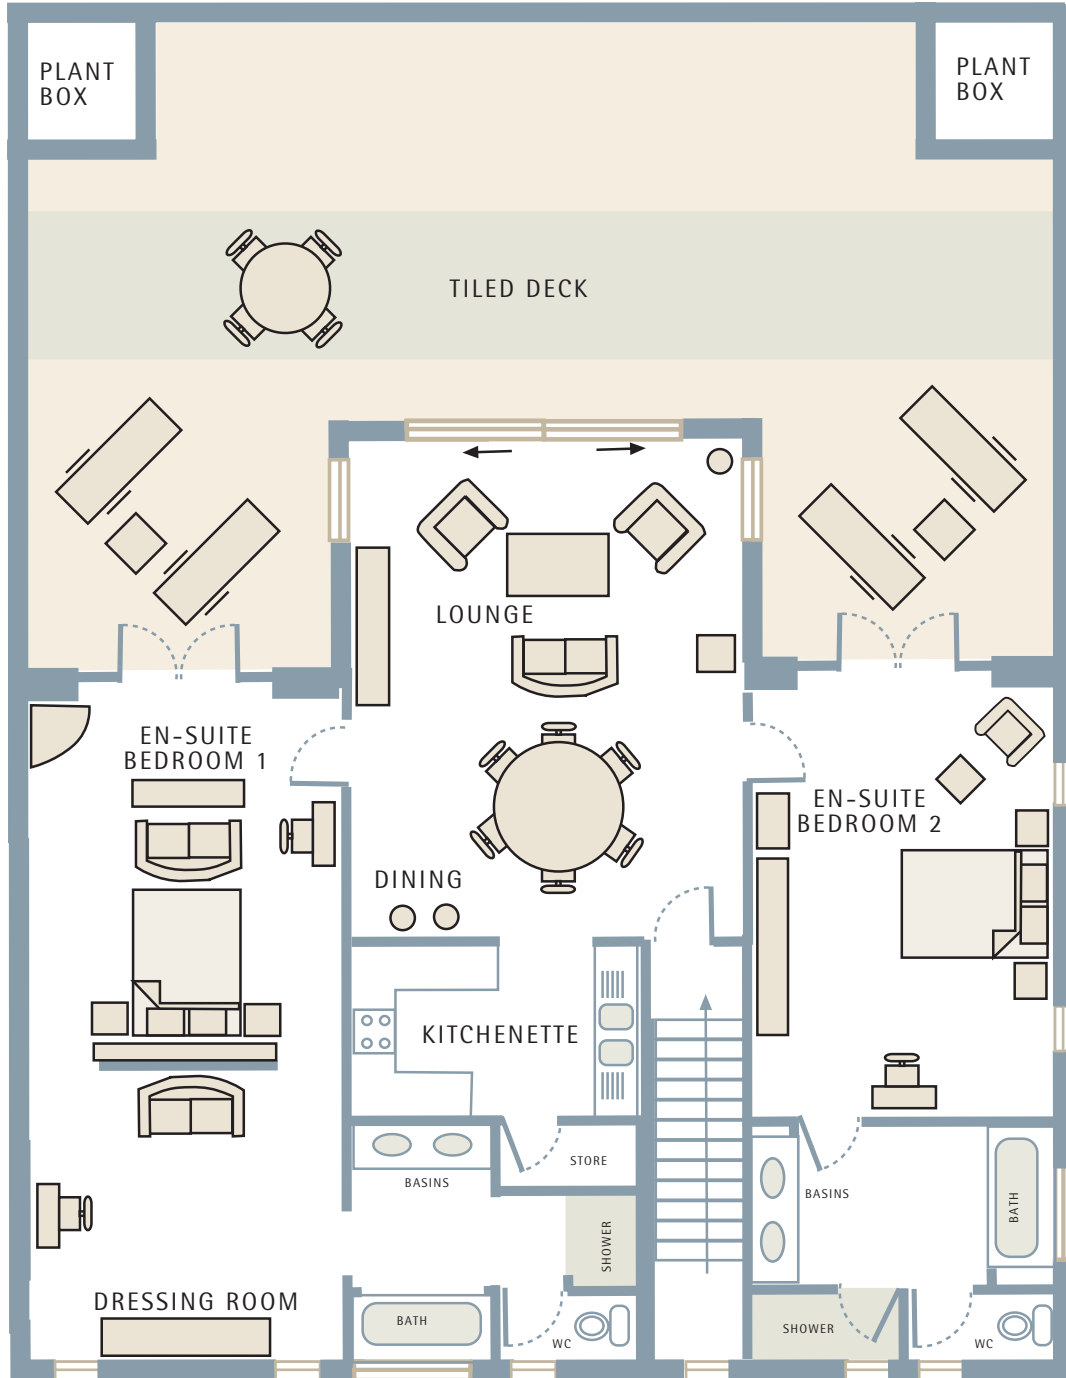 PLANT
BOX
PLANT
BOX
TILED DECK
LOUNGE
EN-SUITE
BEDROOM 1
EN-SUITE
BEDROOM 2
DINING
KITCHENETTE
STORE
BASINS
BASINS
BATH
SHOWER
DRESSING ROOM
BATH
WC
SHOWER
WC